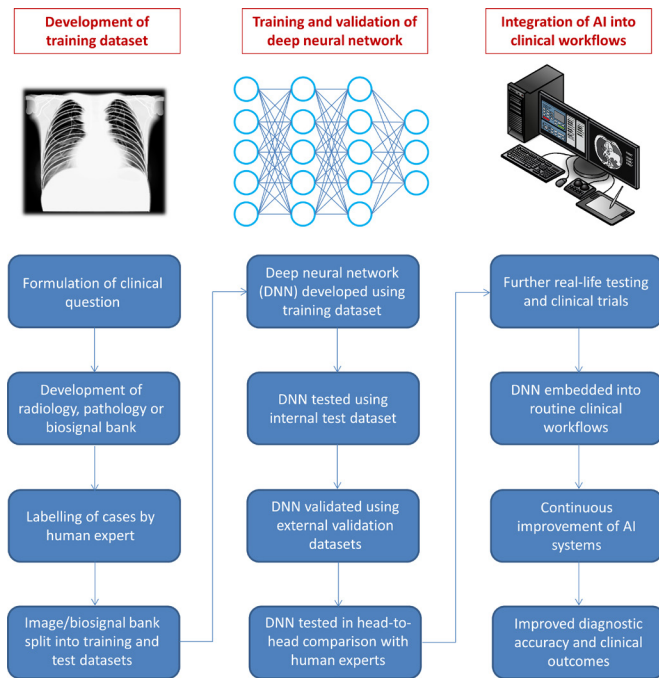 Development of
training dataset
Training and validation of
deep neural network
Integration of AI into
clinical workflows
Formulation of clinical
question
Development of
radiology, pathology or
biosignal bank
Labelling of cases by
human expert
Image/biosignal bank
split into training and
test datasets
Deep neural network
(DNN) developed using
training dataset
DNN tested using
internal test dataset
DNN validated using
external validation
datasets
DNN tested in head-to-
head comparison with
human experts
Further real-life testing
and clinical trials
DNN embedded into
routine clinical
workflows
Continuous
improvement of AI
systems
Improved diagnostic
accuracy and clinical
outcomes